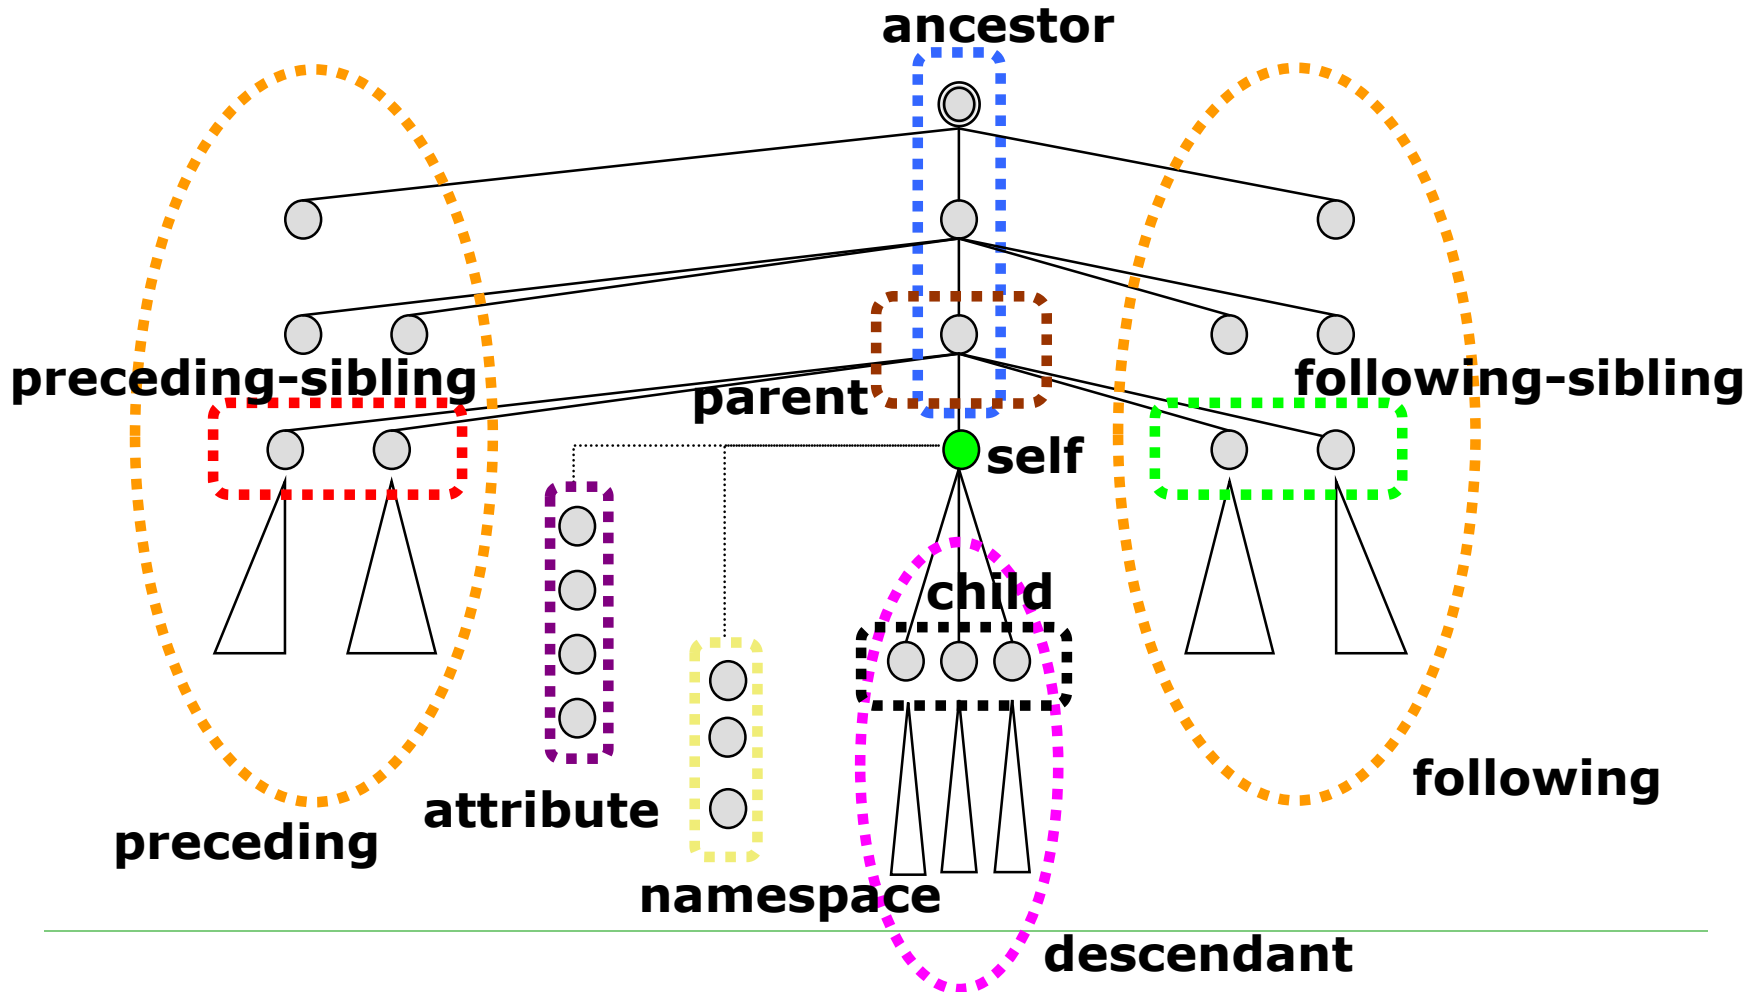 ancestor
preceding-sibling
following-sibling
parent
self
child
following
attribute
preceding
namespace
descendant